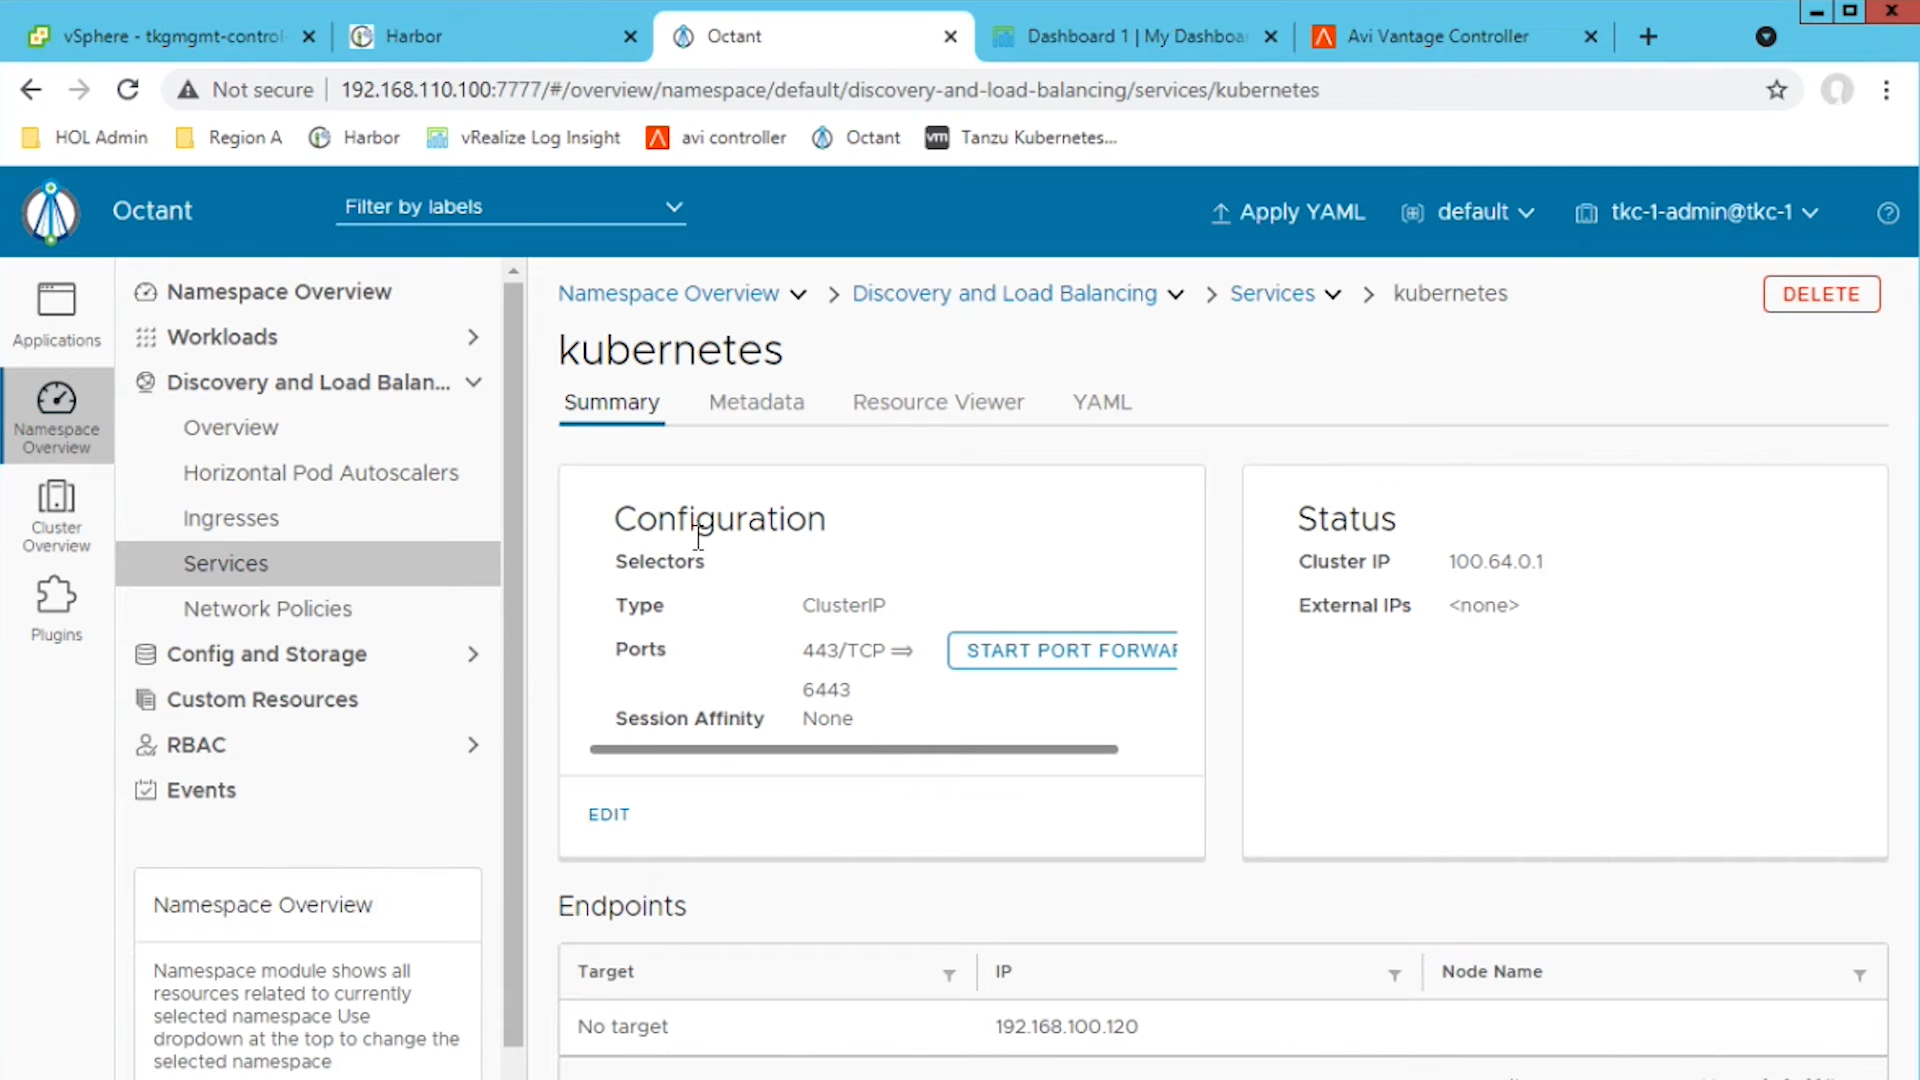 vSphere - tkgmgmt-control-
Harbor
Octant
Dashboard 1 | My Dashboar
Avi Vantage Controller
Not secure
192.168.110.100:7777/#/overview/namespace/default/discovery-and-load-balancing/services/kubernetes
HOL Admin
Region A
Harbor
vRealize Log Insight
avi controller
Octant
vm
Tanzu Kubernetes...
Octant
Filter by labels
Apply YAML
default
tkc-1-admin@tkc-1
Applications
Namespace
Overview
Cluster
Overview
Plugins
Namespace Overview
Workloads
Discovery and Load Balan...
Overview
Horizontal Pod Autoscalers
Ingresses
Services
Network Policies
Config and Storage
Custom Resources
RBAC
Events
Namespace Overview
Namespace module shows all
resources related to currently
selected namespace Use
dropdown at the top to change the
selected namespace
Namespace Overview > Discovery and Load Balancing > Services > kubernetes
DELETE
kubernetes
Summary
Metadata
Resource Viewer
YAML
Configuration
Selectors
Type ClusterIP
Ports 443/TCP ⇒
6443
START PORT FORWAR
Session Affinity None
EDIT
Status
Cluster IP 100.64.0.1
External IPs <none>
Endpoints
Target
IP
Node Name
No target
192.168.100.120